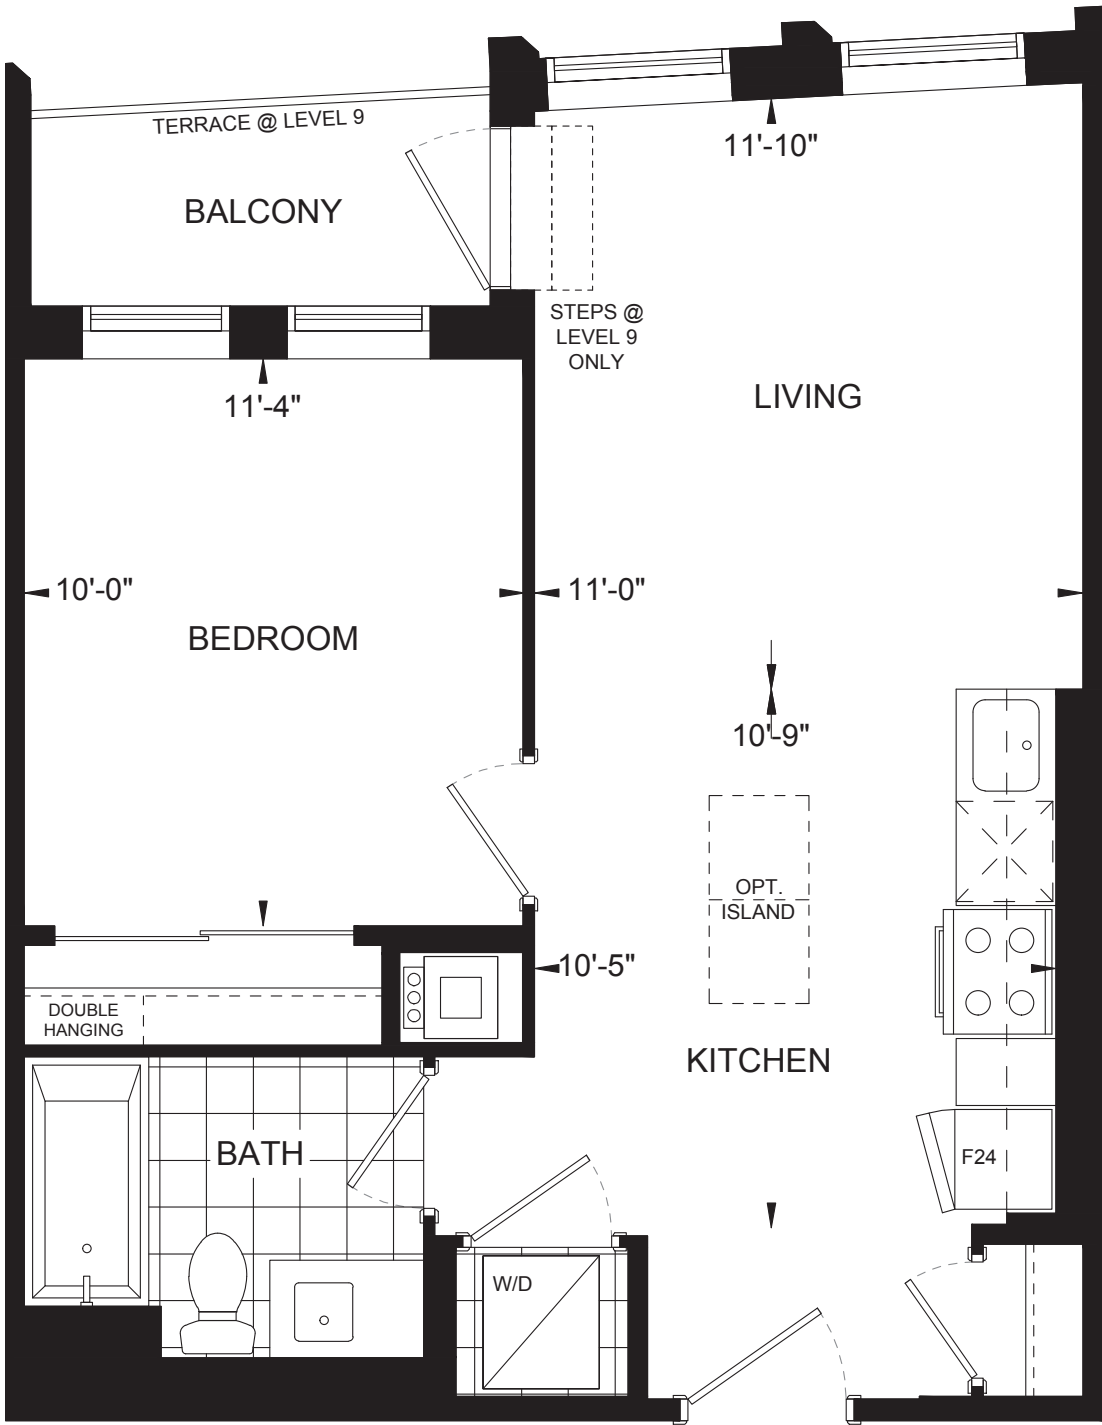 TERRACE @ LEVEL 9
11'-10"
BALCONY
STEPS @
LEVEL 9
ONLY
LIVING
11'-4"
10'-0"
11'-0"
BEDROOM
10'-9"
OPT.
ISLAND
10'-5"
DOUBLE
HANGING
KITCHEN
BATH
F24
W/D